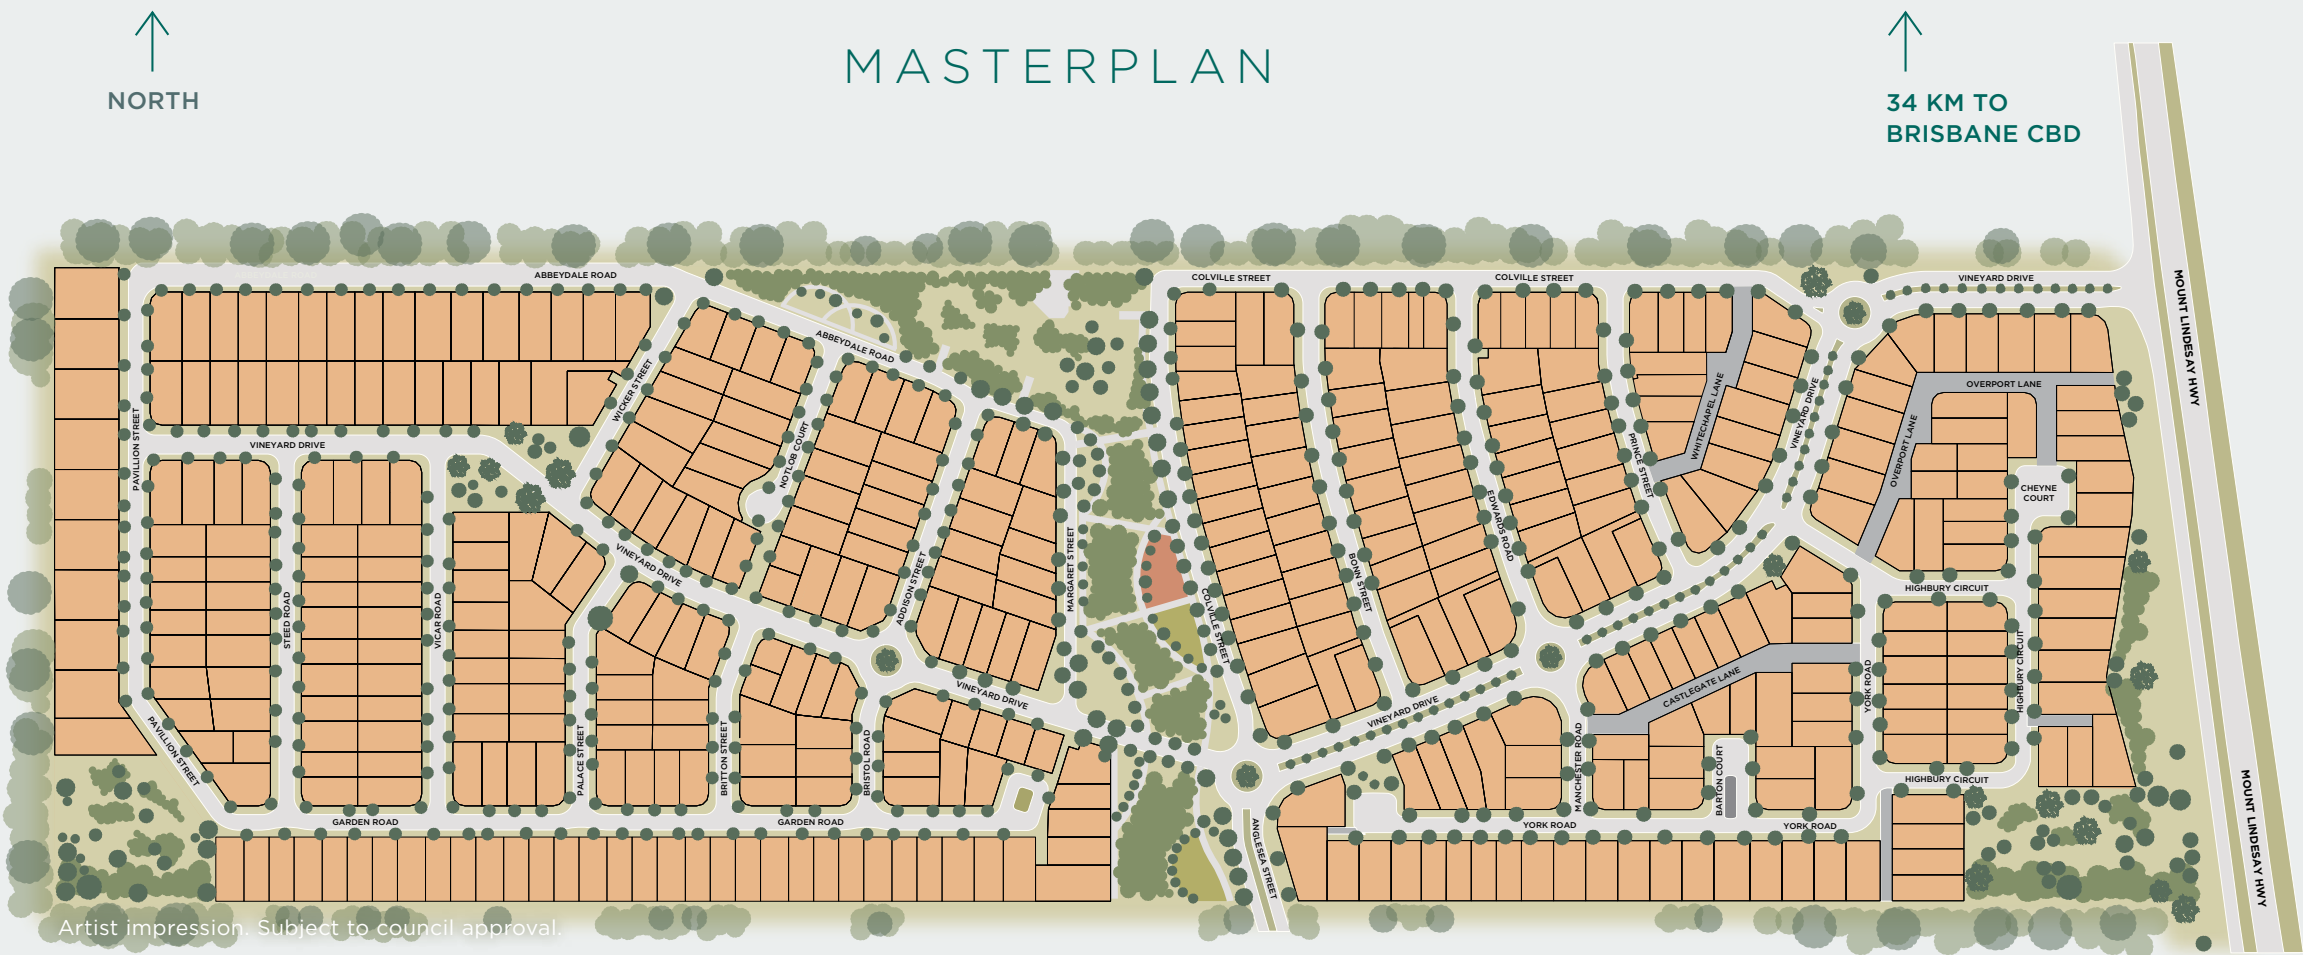 MASTERPLAN
NORTH
34 KM TO
BRISBANE CBD
ABBEYDALE ROAD
COLVILLE STREET
COLVILLE STREET
VINEYARD DRIVE
MOUNT LINDESAY HWY
ABBEYDALE ROAD
WICKER STREET
OVERPORT LANE
PAVILLION STREET
VINEYARD DRIVE
NOTLOB COURT
PRINCE STREET
WHITECHAPEL LANE
VINEYARD DRIVE
OVERPORT LANE
CHEYNE
COURT
EDWARDS ROAD
VINEYARD DRIVE
ADDISON STREET
MARGARET STREET
BONN STREET
STEED ROAD
VICAR ROAD
COLVILLE STREET
HIGHBURY CIRCUIT
HIGHBURY CIRCUIT
VINEYARD DRIVE
CASTLEGATE LANE
YORK ROAD
VINEYARD DRIVE
PAVILLION STREET
PALACE STREET
BRITTON STREET
BRISTOL ROAD
MANCHESTER ROAD
BARTON COURT
HIGHBURY CIRCUIT
MOUNT LINDESAY HWY
GARDEN ROAD
GARDEN ROAD
ANGLESEA STREET
YORK ROAD
YORK ROAD
Artist impression. Subject to council approval.